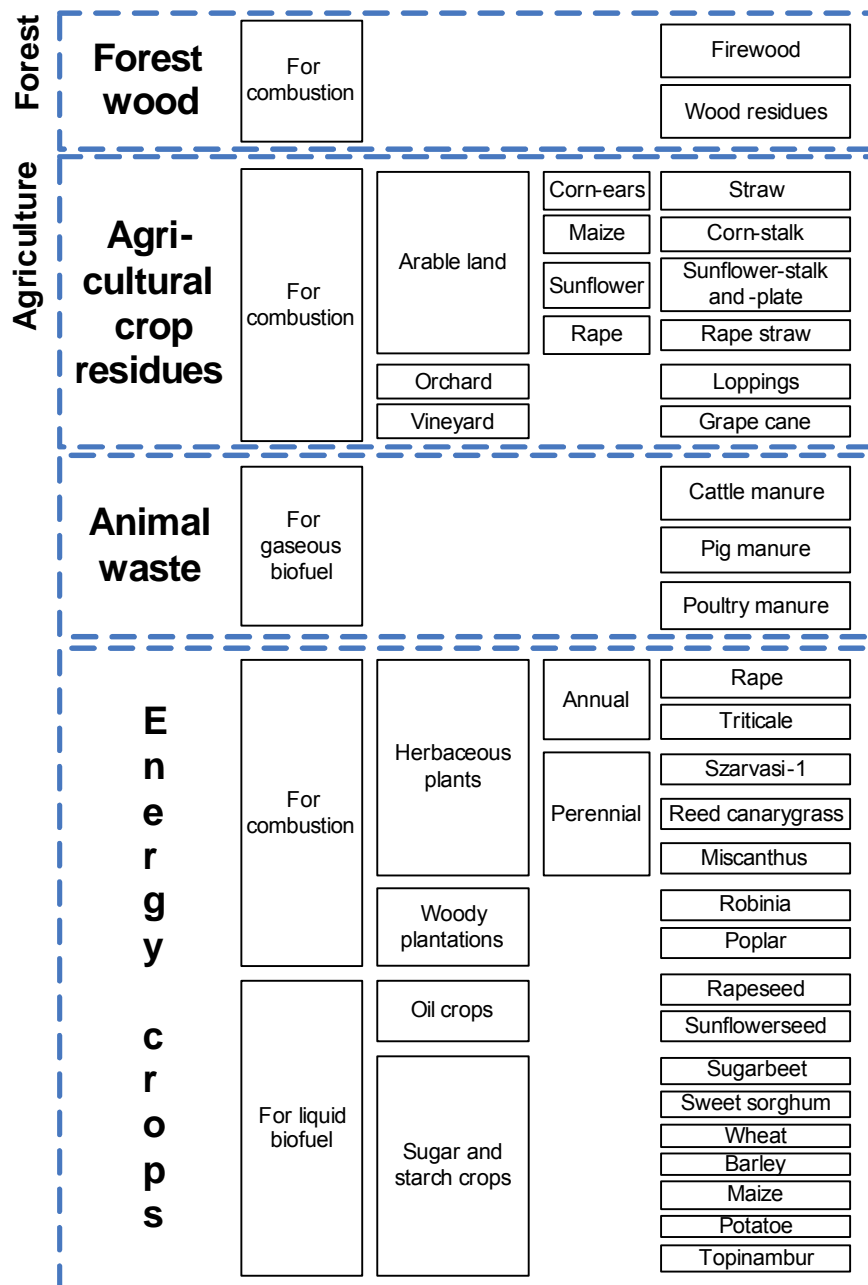 Forest
Forest
wood
For
combustion
Firewood
Wood residues
Agriculture
Agri-
cultural
crop
residues
For
combustion
Arable land
Corn-ears
Straw
Maize
Corn-stalk
Sunflower
Sunflower-stalk
and -plate
Rape
Rape straw
Orchard
Loppings
Vineyard
Grape cane
Animal
waste
For
gaseous
biofuel
Cattle manure
Pig manure
Poultry manure
Energy crops
For
combustion
Herbaceous
plants
Annual
Rape
Triticale
Perennial
Szarvasi-1
Reed canarygrass
Miscanthus
Woody
plantations
Robinia
Poplar
For liquid
biofuel
Oil crops
Rapeseed
Sunflowerseed
Sugar and
starch crops
Sugarbeet
Sweet sorghum
Wheat
Barley
Maize
Potatoe
Topinambur